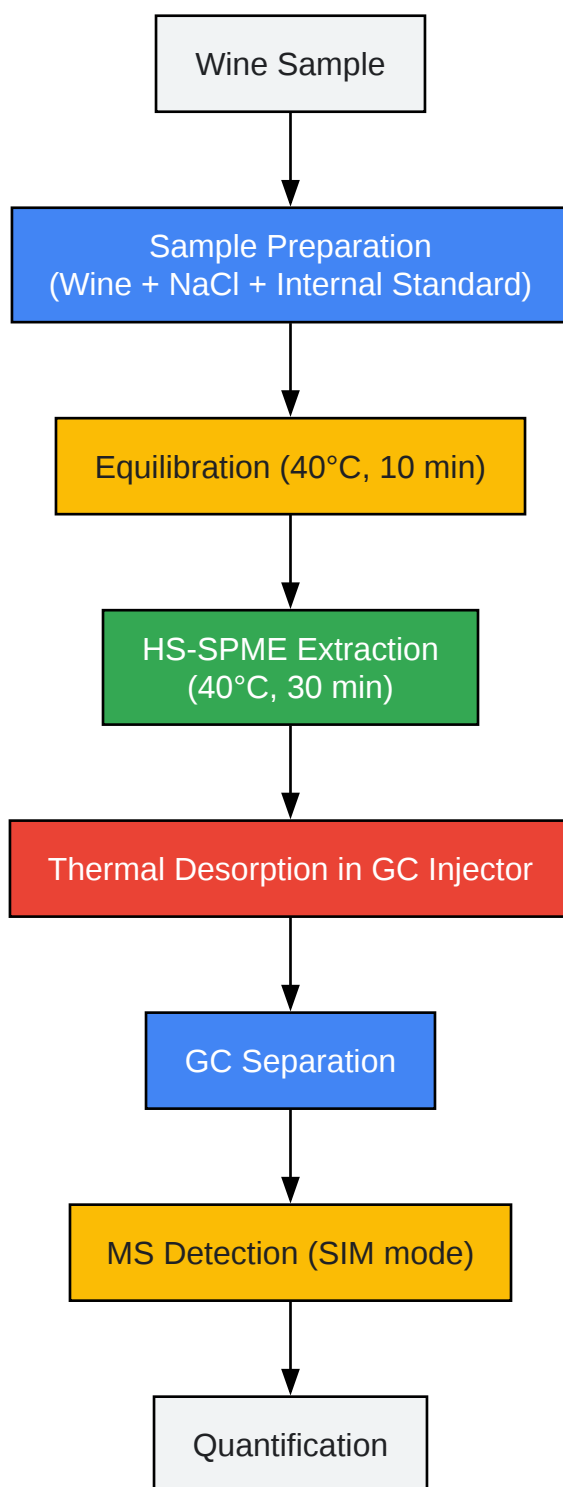 Wine Sample
Sample Preparation
(Wine + NaCl + Internal Standard)
Equilibration (40°C, 10 min)
HS-SPME Extraction
(40°C, 30 min)
Thermal Desorption in GC Injector
GC Separation
MS Detection (SIM mode)
Quantification